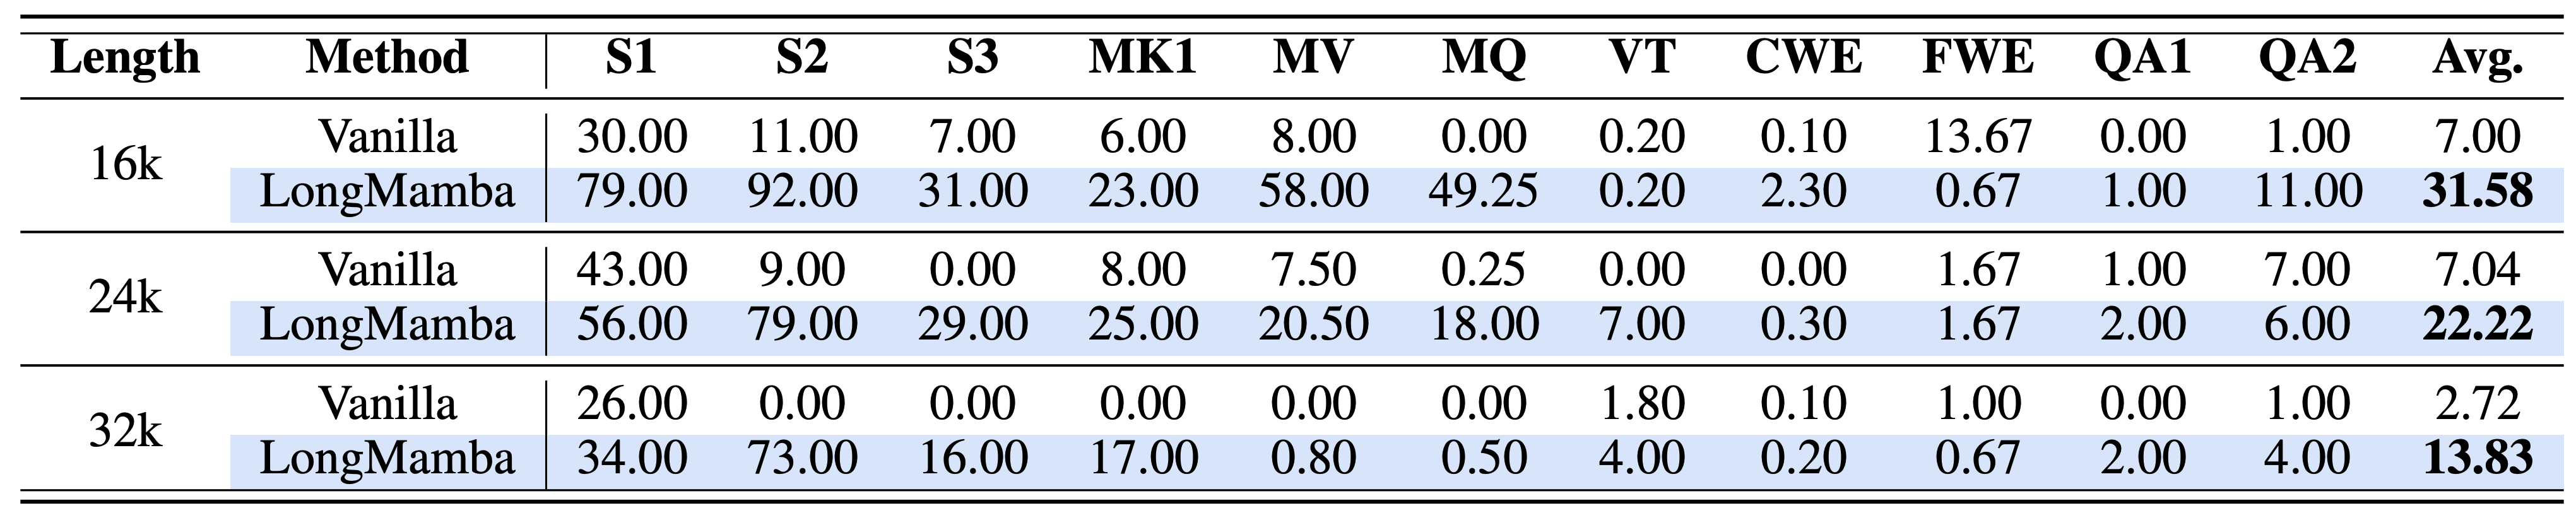 Length Method S1 S2 S3 MK1 MV MQ VT CWE FWE QA1 QA2 Avg.
16k Vanilla 30.00 11.00 7.00 6.00 8.00 0.00 0.20 0.10 13.67 0.00 1.00 7.00
LongMamba 79.00 92.00 31.00 23.00 58.00 49.25 0.20 2.30 0.67 1.00 11.00 31.58
24k Vanilla 43.00 9.00 0.00 8.00 7.50 0.25 0.00 0.00 1.67 1.00 7.00 7.04
LongMamba 56.00 79.00 29.00 25.00 20.50 18.00 7.00 0.30 1.67 2.00 6.00 22.22
32k Vanilla 26.00 0.00 0.00 0.00 0.00 0.00 1.80 0.10 1.00 0.00 1.00 2.72
LongMamba 34.00 73.00 16.00 17.00 0.80 0.50 4.00 0.20 0.67 2.00 4.00 13.83